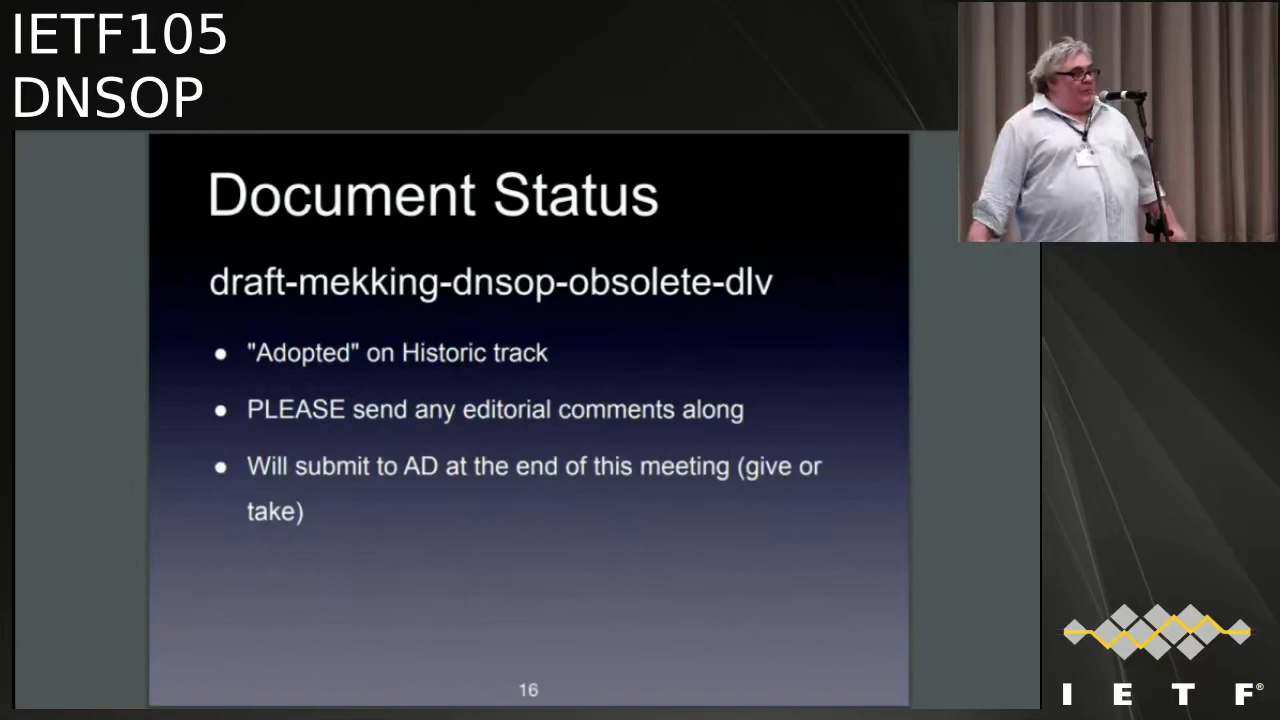 IETF105
DNSOP
Document Status
draft-mekking-dnsop-obsolete-dlv
● "Adopted" on Historic track
● PLEASE send any editorial comments along
● Will submit to AD at the end of this meeting (give or
take)
16
I E T F®